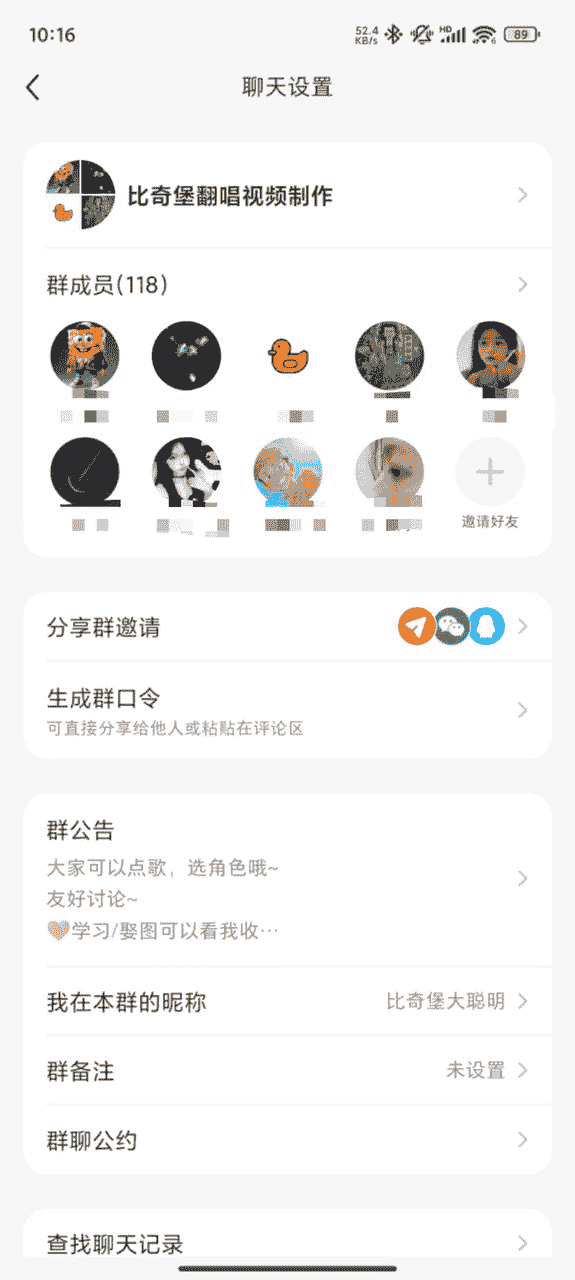 10:16
52.4
KB/s
HD
6
89
聊天设置
比奇堡翻唱视频制作
群成员(118)
邀请好友
分享群邀请
生成群口令
可直接分享给他人或粘贴在评论区
群公告
大家可以点歌，选角色哦~
友好讨论~
学习/娶图可以看我收…
我在本群的昵称
比奇堡大聪明
群备注
未设置
群聊公约
查找聊天记录